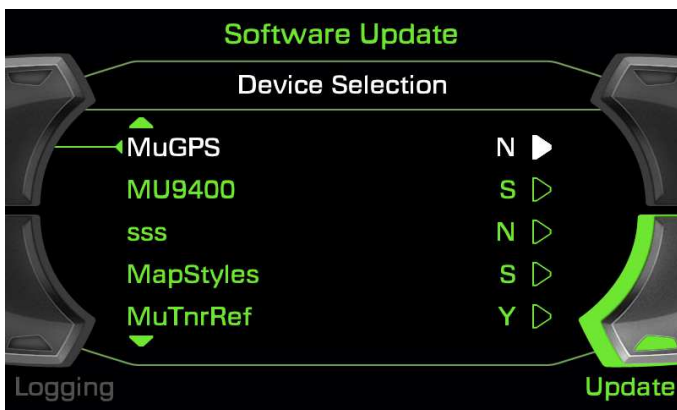 Software Update
Device Selection
MuGPS N
MU9400 S
sss N
MapStyles S
MuTnrRef Y
Logging Update